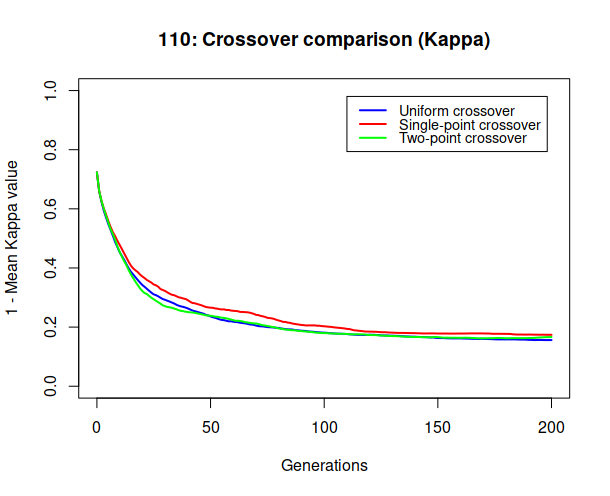 110: Crossover comparison (Kappa)
1 - Mean Kappa value
1.0
0.8
0.6
0.4
0.2
0.0
Uniform crossover
Single-point crossover
Two-point crossover
0 50 100 150 200
Generations